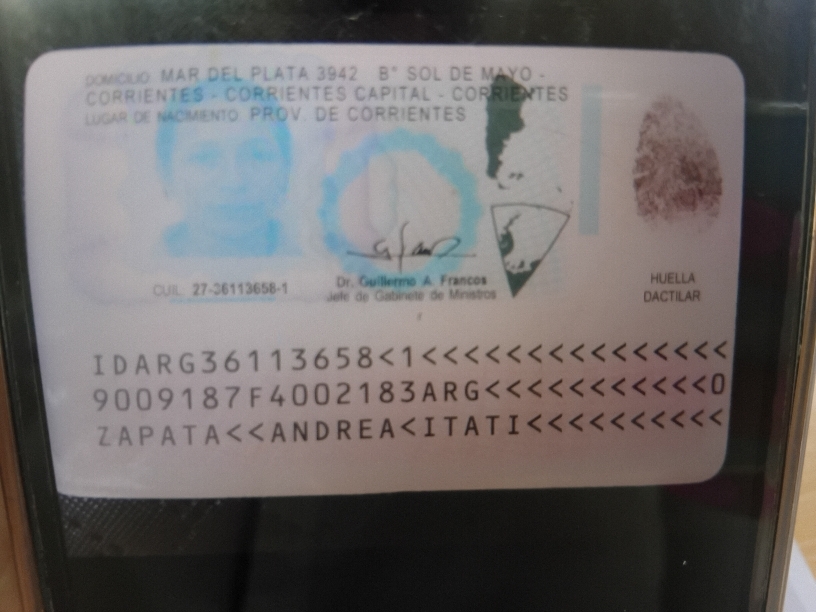 DOMICILIO: MAR DEL PLATA 3942 B° SOL DE MAYO -
CORRIENTES - CORRIENTES CAPITAL - CORRIENTES
LUGAR DE NACIMIENTO: PROV. DE CORRIENTES
CUIL: 27-36113658-1
Dr. Guillermo A. Francos
Jefe de Gabinete de Ministros
HUELLA
DACTILAR
IDARG36113658<1<<<<<<<<<<<<<<<
9009187F4002183ARG<<<<<<<<<<<0
ZAPATA<<ANDREA<ITATI<<<<<<<<<<